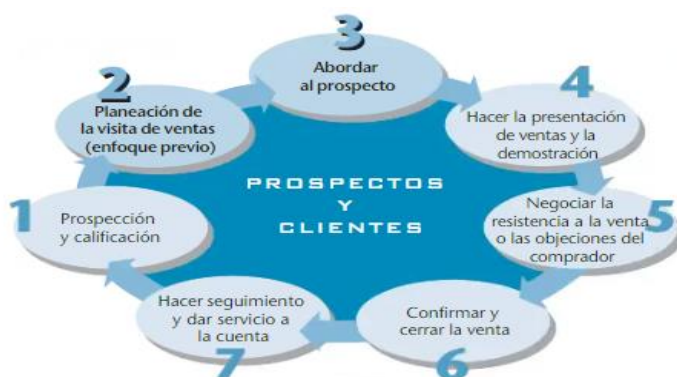 1
Prospección
y calificación
2
Planeación de
la visita de ventas
(enfoque previo)
3
Abordar
al prospecto
4
Hacer la presentación
de ventas y la
demostración
5
Negociar la
resistencia a la venta
o las objeciones del
comprador
6
Confirmar y
cerrar la venta
7
Hacer seguimiento
y dar servicio a
la cuenta
PROSPECTOS
Y
CLIENTES